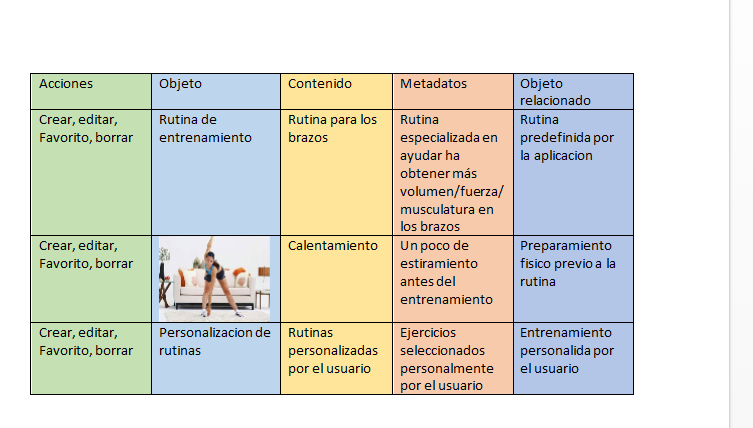 Acciones
Objeto
Contenido
Metadatos
Objeto
relacionado
Crear, editar,
Favorito, borrar
Rutina de
entrenamiento
Rutina para los
brazos
Rutina
especializada en
ayudar ha
obtener más
volumen/fuerza/
musculatura en
los brazos
Rutina
predefinida por
la aplicacion
Crear, editar,
Favorito, borrar
Calentamiento
Un poco de
estiramiento
antes del
entrenamiento
Preparamiento
fisico previo a la
rutina
Crear, editar,
Favorito, borrar
Personalizacion de
rutinas
Rutinas
personalizadas
por el usuario
Ejercicios
seleccionados
personalmente
por el usuario
Entrenamiento
personalida por
el usuario